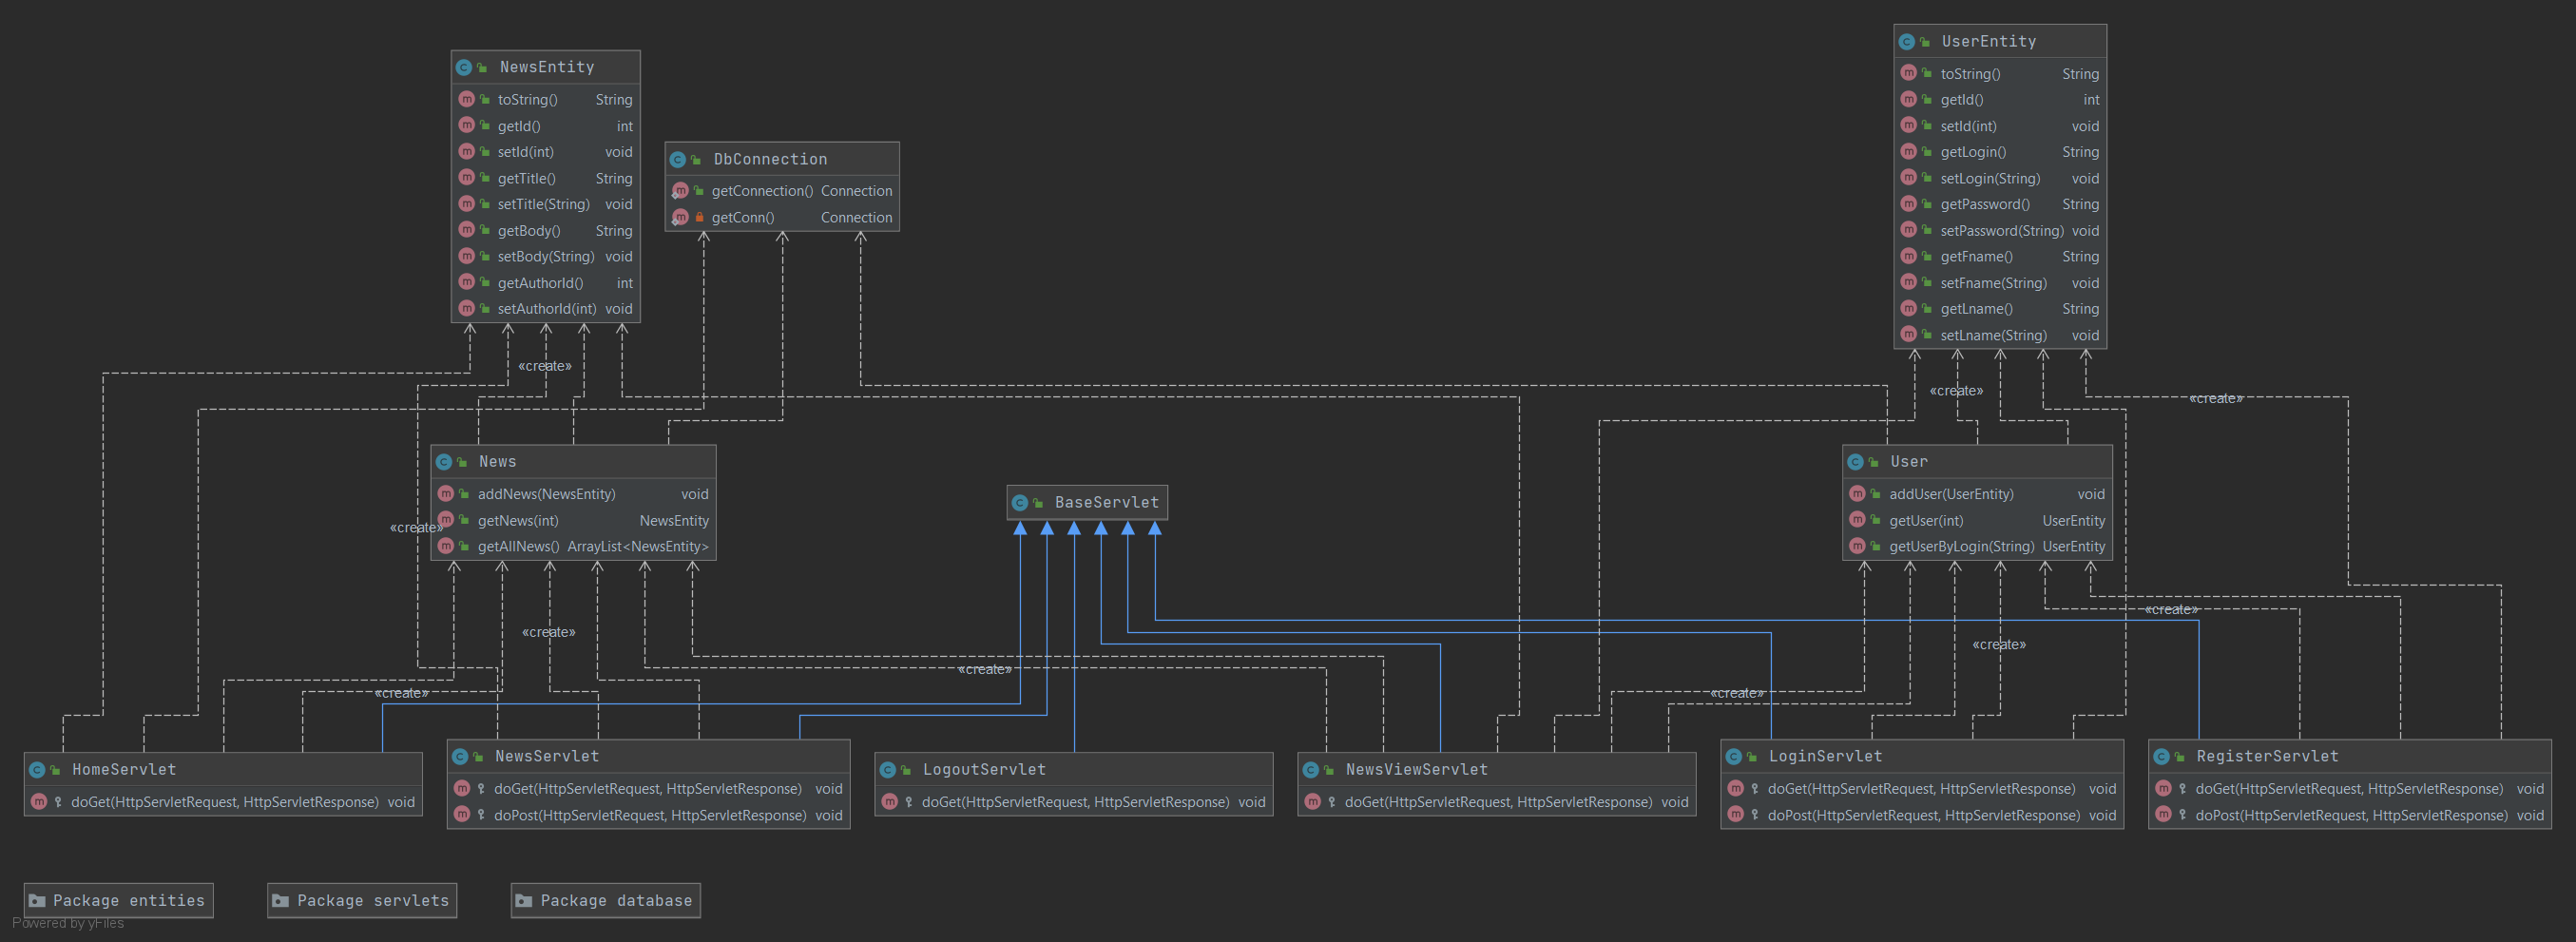 NewsEntity
toString() String
getId() int
setId(int) void
getTitle() String
setTitle(String) void
getBody() String
setBody(String) void
getAuthorId() int
setAuthorId(int) void
DbConnection
getConnection() Connection
getConn() Connection
UserEntity
toString() String
getId() int
setId(int) void
getLogin() String
setLogin(String) void
getPassword() String
setPassword(String) void
getFname() String
setFname(String) void
getLname() String
setLname(String) void
«create»
«create»
«create»
News
addNews(NewsEntity) void
getNews(int) NewsEntity
getAllNews() ArrayList<NewsEntity>
«create»
BaseServlet
User
addUser(UserEntity) void
getUser(int) UserEntity
getUserByLogin(String) UserEntity
«create»
«create»
«create»
«create»
«create»
«create»
HomeServlet
doGet(HttpServletRequest, HttpServletResponse) void
NewsServlet
doGet(HttpServletRequest, HttpServletResponse) void
doPost(HttpServletRequest, HttpServletResponse) void
LogoutServlet
doGet(HttpServletRequest, HttpServletResponse) void
NewsViewServlet
doGet(HttpServletRequest, HttpServletResponse) void
LoginServlet
doGet(HttpServletRequest, HttpServletResponse) void
doPost(HttpServletRequest, HttpServletResponse) void
RegisterServlet
doGet(HttpServletRequest, HttpServletResponse) void
doPost(HttpServletRequest, HttpServletResponse) void
Package entities
Package servlets
Package database
Powered by yFiles